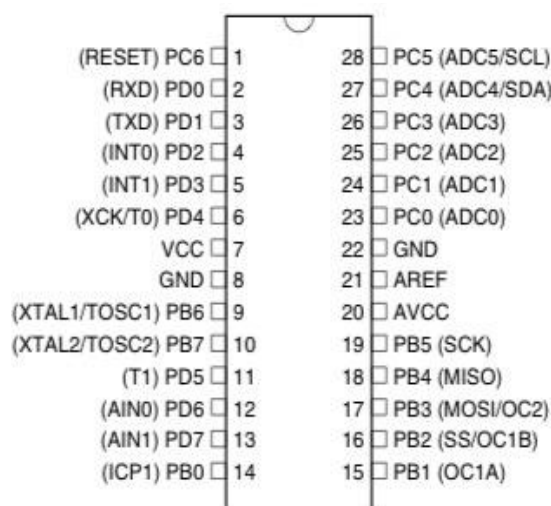 (RESET) PC6 1 28 PC5 (ADC5/SCL)
(RXD) PD0 2 27 PC4 (ADC4/SDA)
(TXD) PD1 3 26 PC3 (ADC3)
(INT0) PD2 4 25 PC2 (ADC2)
(INT1) PD3 5 24 PC1 (ADC1)
(XCK/T0) PD4 6 23 PC0 (ADC0)
VCC 7 22 GND
GND 8 21 AREF
(XTAL1/TOSC1) PB6 9 20 AVCC
(XTAL2/TOSC2) PB7 10 19 PB5 (SCK)
(T1) PD5 11 18 PB4 (MISO)
(AIN0) PD6 12 17 PB3 (MOSI/OC2)
(AIN1) PD7 13 16 PB2 (SS/OC1B)
(ICP1) PB0 14 15 PB1 (OC1A)